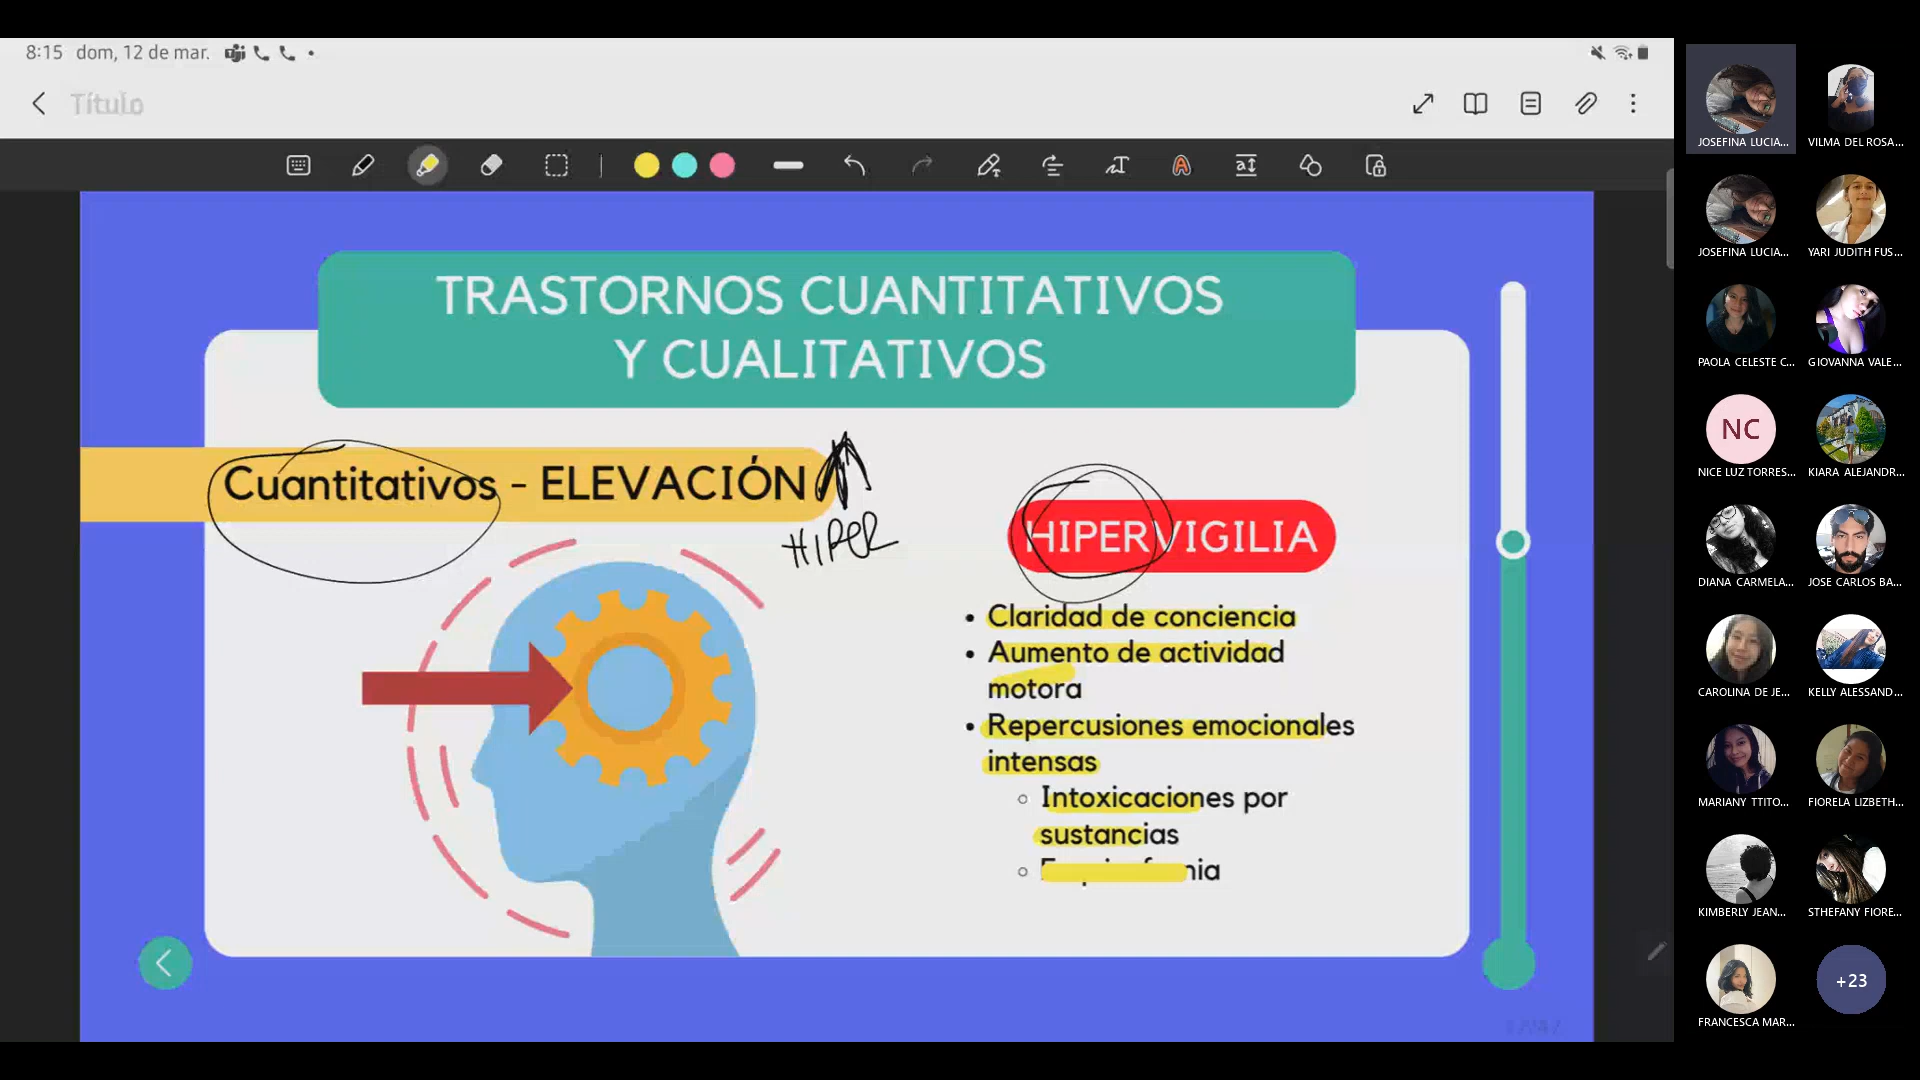 8:15 dom, 12 de mar.
Título
TRASTORNOS CUANTITATIVOS
Y CUALITATIVOS
Cuantitativos - ELEVACIÓN
HIPER
HIPERVIGILIA
• Claridad de conciencia
• Aumento de actividad
motora
• Repercusiones emocionales
intensas
Intoxicaciones por
sustancias
JOSEFINA LUCIA...
VILMA DEL ROSA...
JOSEFINA LUCIA...
YARI JUDITH FUS...
PAOLA CELESTE C...
GIOVANNA VALE...
NC
NICE LUZ TORRES...
KIARA ALEJANDR...
DIANA CARMELA...
JOSE CARLOS BA...
CAROLINA DE JE...
KELLY ALESSAND...
MARIANY TTITO...
FIORELA LIZBETH...
KIMBERLY JEAN...
STHEFANY FIORE...
FRANCESCA MAR...
+23